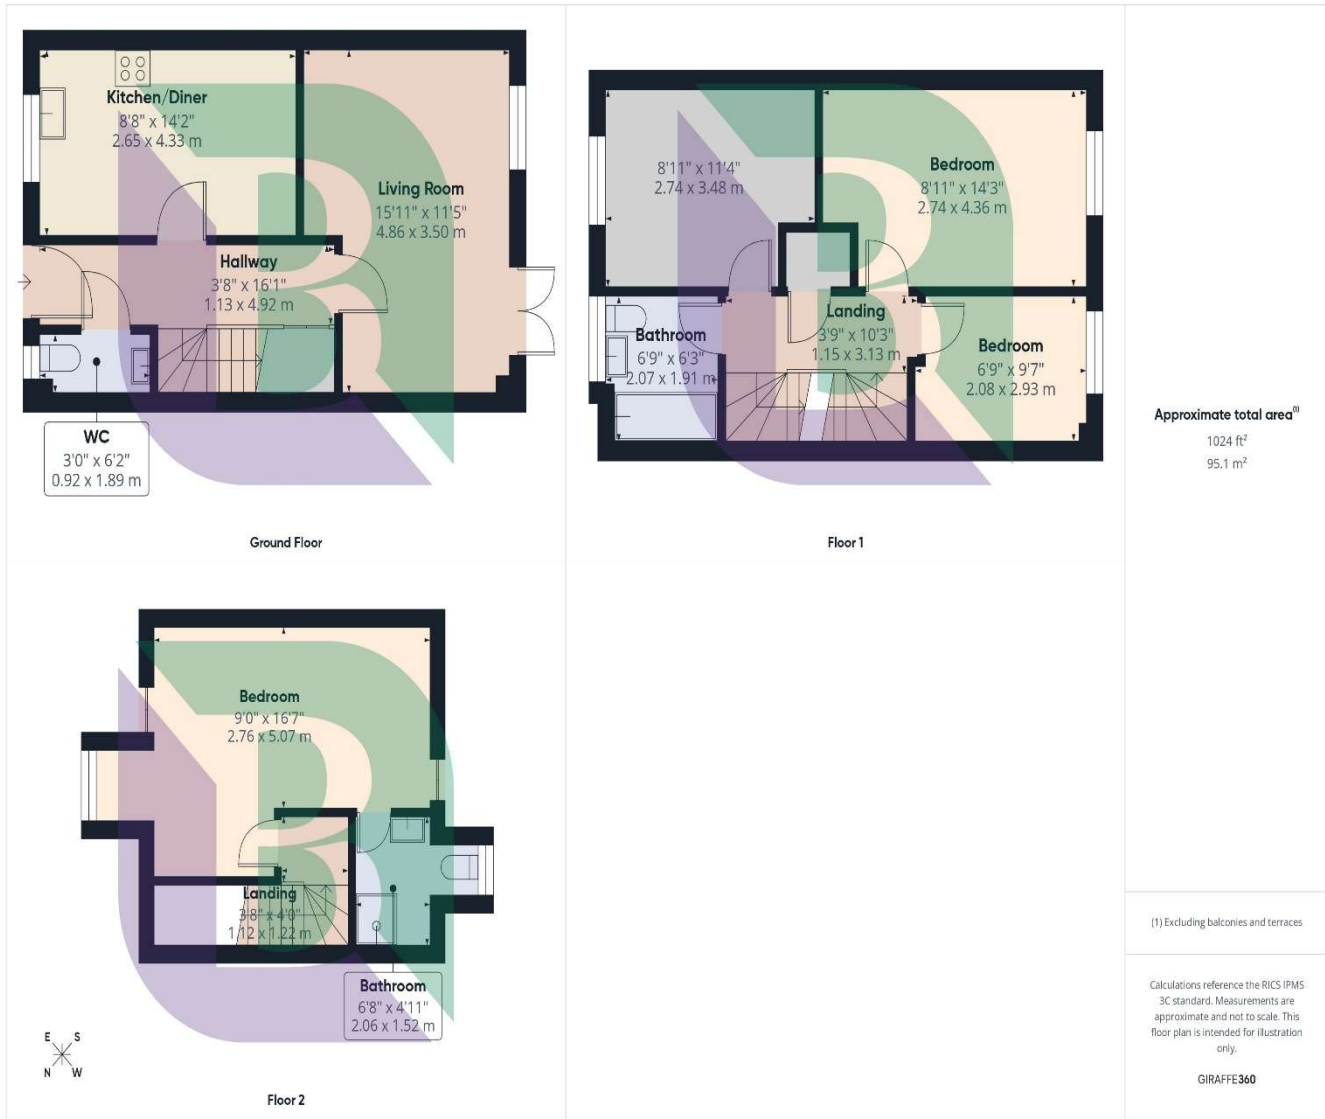 Kitchen/Diner
8'8" x 14'2"
2.65 x 4.33 m
Living Room
15'11" x 11'5"
4.86 x 3.50 m
Hallway
3'8" x 16'1"
1.13 x 4.92 m
WC
3'0" x 6'2"
0.92 x 1.89 m
Ground Floor
8'11" x 11'4"
2.74 x 3.48 m
Bedroom
8'11" x 14'3"
2.74 x 4.36 m
Landing
3'9" x 10'3"
1.15 x 3.13 m
Bathroom
6'9" x 6'3"
2.07 x 1.91 m
Bedroom
6'9" x 9'7"
2.08 x 2.93 m
Floor 1
Approximate total area(1)
1024 ft²
95.1 m²
Bedroom
9'0" x 16'7"
2.76 x 5.07 m
Landing
3'8" x 4'0"
1.12 x 1.22 m
Bathroom
6'8" x 4'11"
2.06 x 1.52 m
E S
N W
Floor 2
(1) Excluding balconies and terraces
Calculations reference the RICS IPMS
3C standard. Measurements are
approximate and not to scale. This
floor plan is intended for illustration
only.
GIRAFFE360